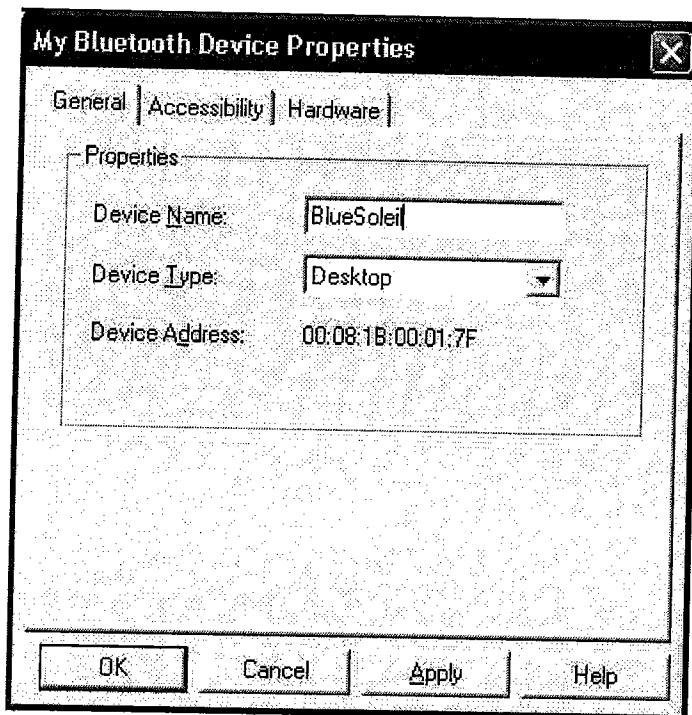 My Bluetooth Device Properties
General Accessibility Hardware
Properties
Device Name: BlueSoleil
Device Type: Desktop
Device Address: 00:08:1B:00:01:7F
OK Cancel Apply Help